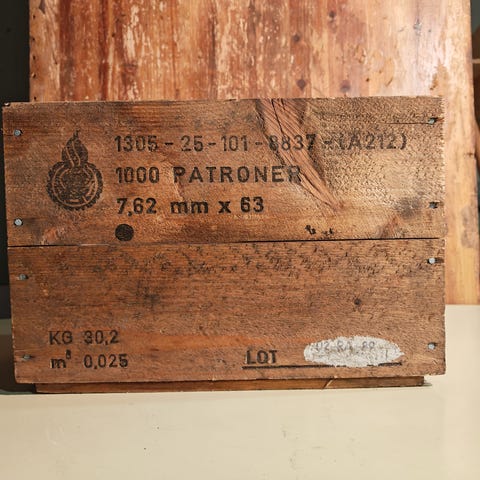 1305-25-101-8837-(A212)
1000 PATRONER
7,62 mm x 63
KG 30,2
m³ 0,025
LOT